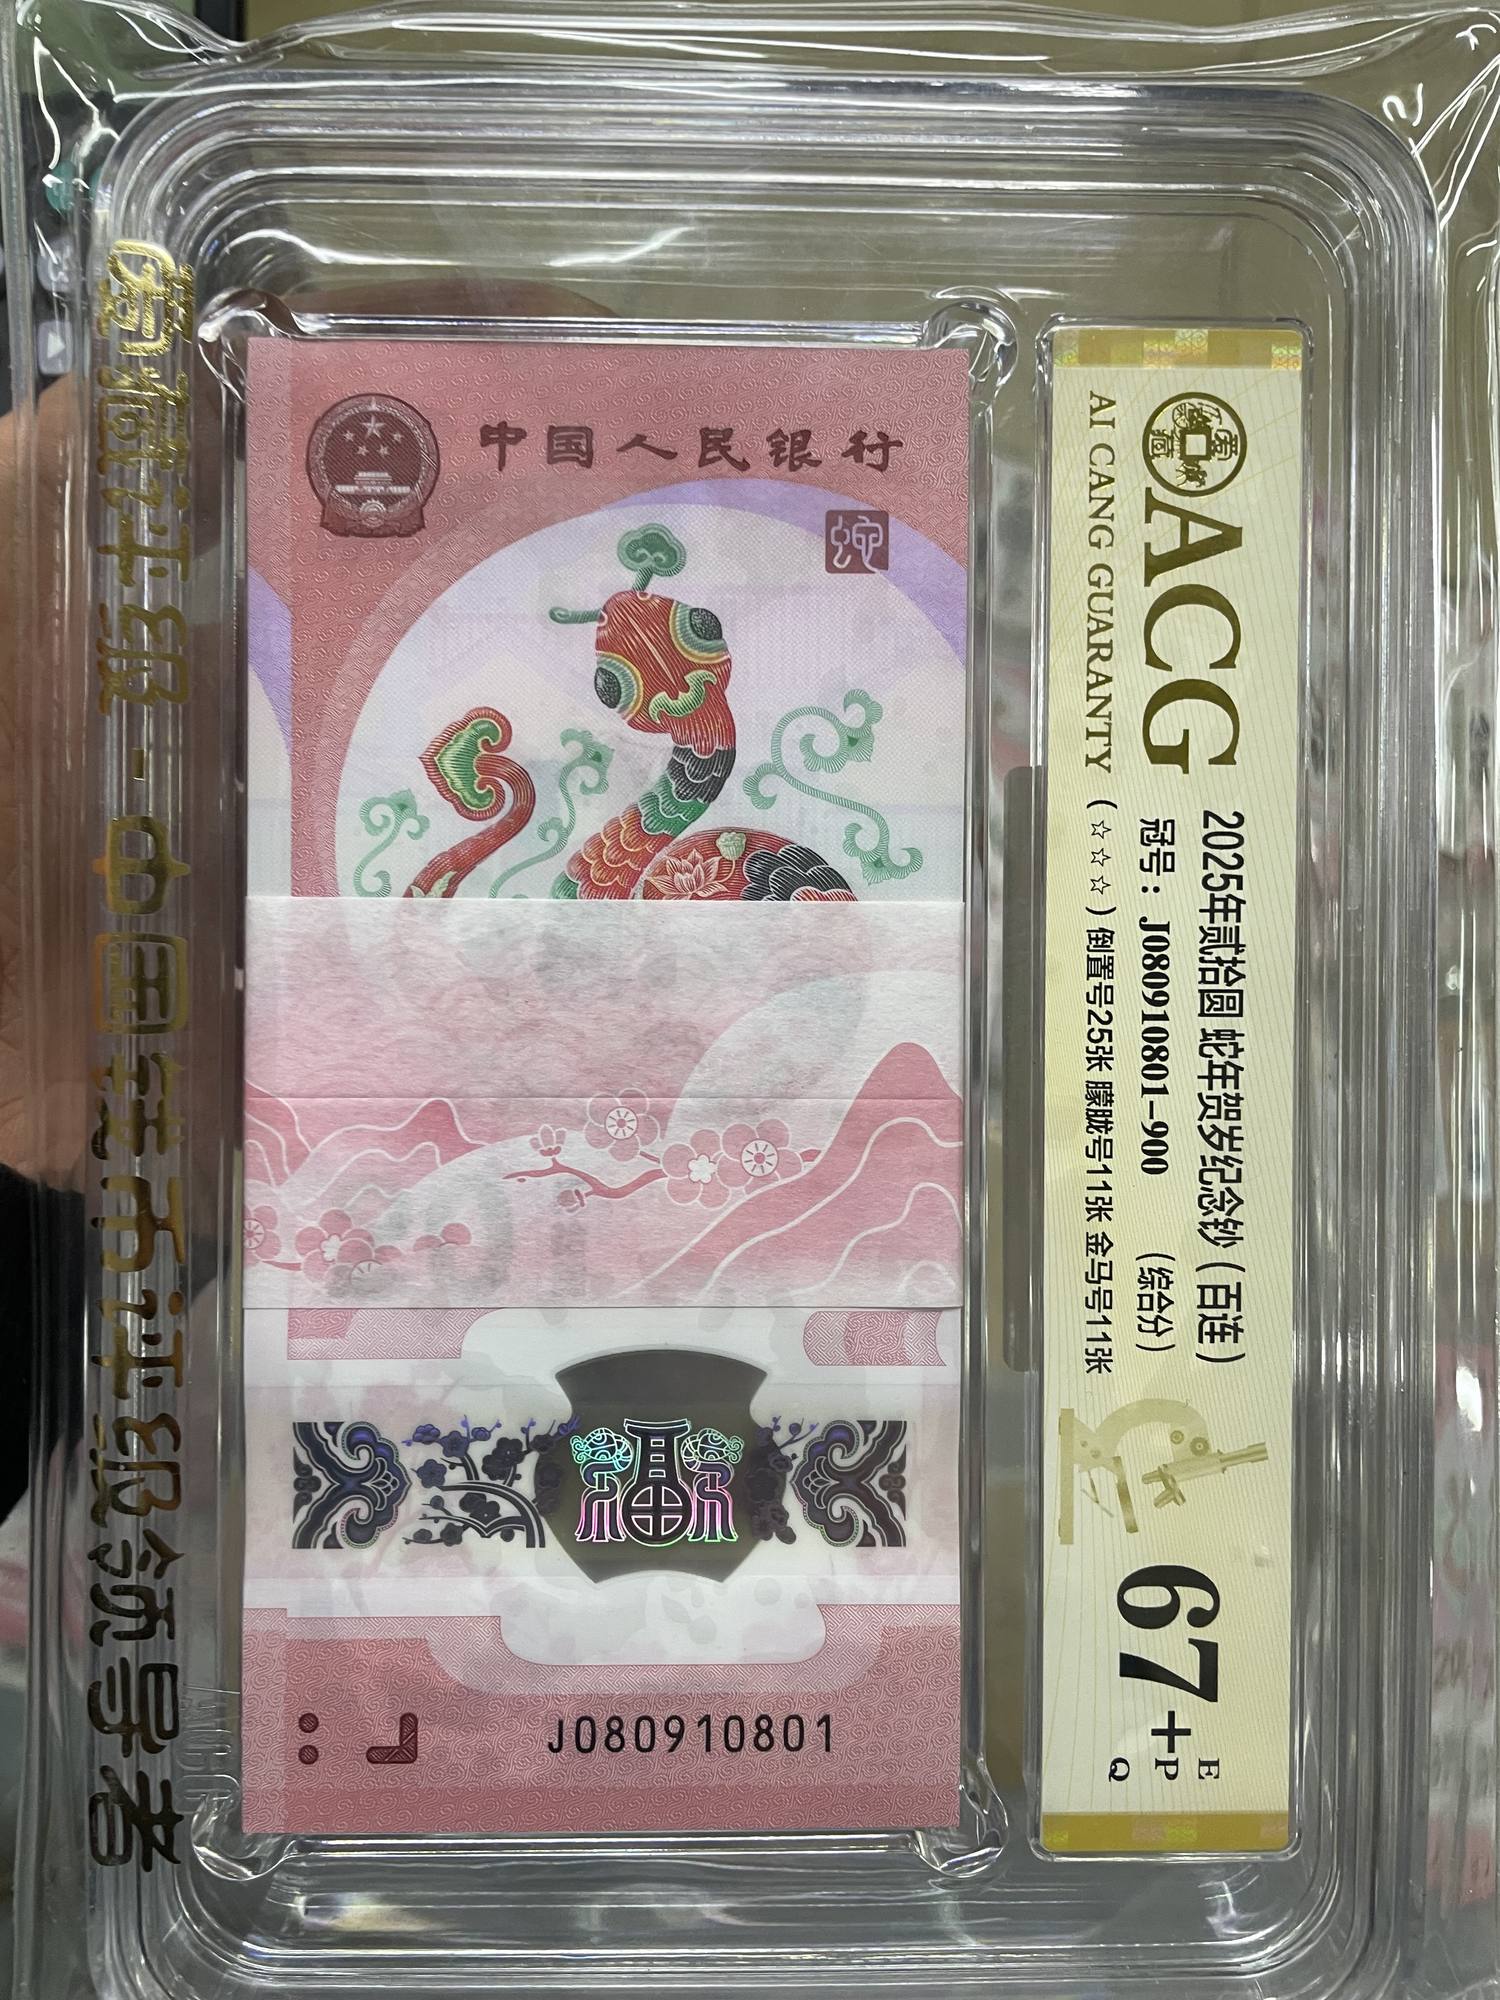 爱藏评级-中国钱币评级领导者
中国人民银行
蛇
J080910801
ACG
AI CANG GUARANTY
2025年贰拾圆 蛇年贺岁纪念钞（百连）
冠号：J080910801-900 （综合分）
（☆☆☆）倒置号25张 朦胧号11张 金马号11张
67+
E
P
Q